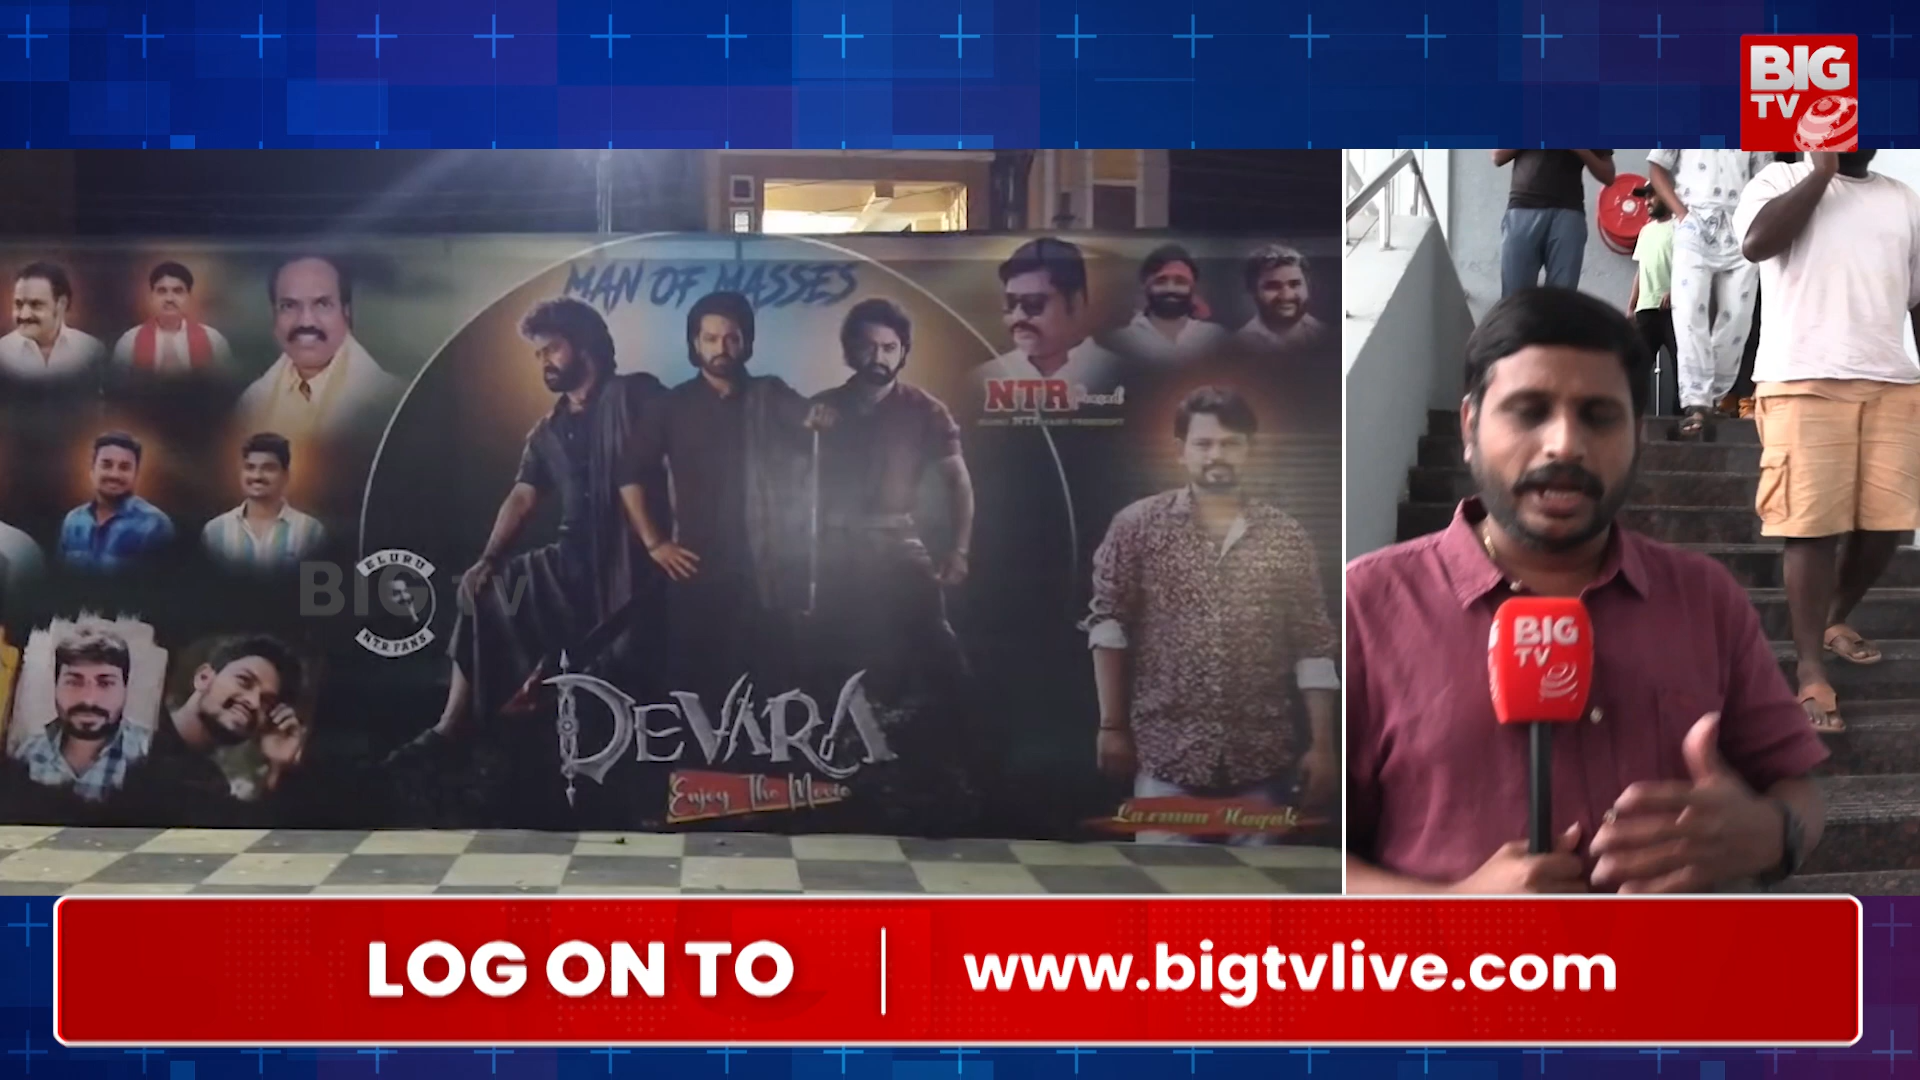 BIG
TV
MAN OF MASSES
NTR
ELURU
NTR FANS
BIG tv
DEVARA
Enjoy The Movie
BIG
TV
LOG ON TO
www.bigtvlive.com